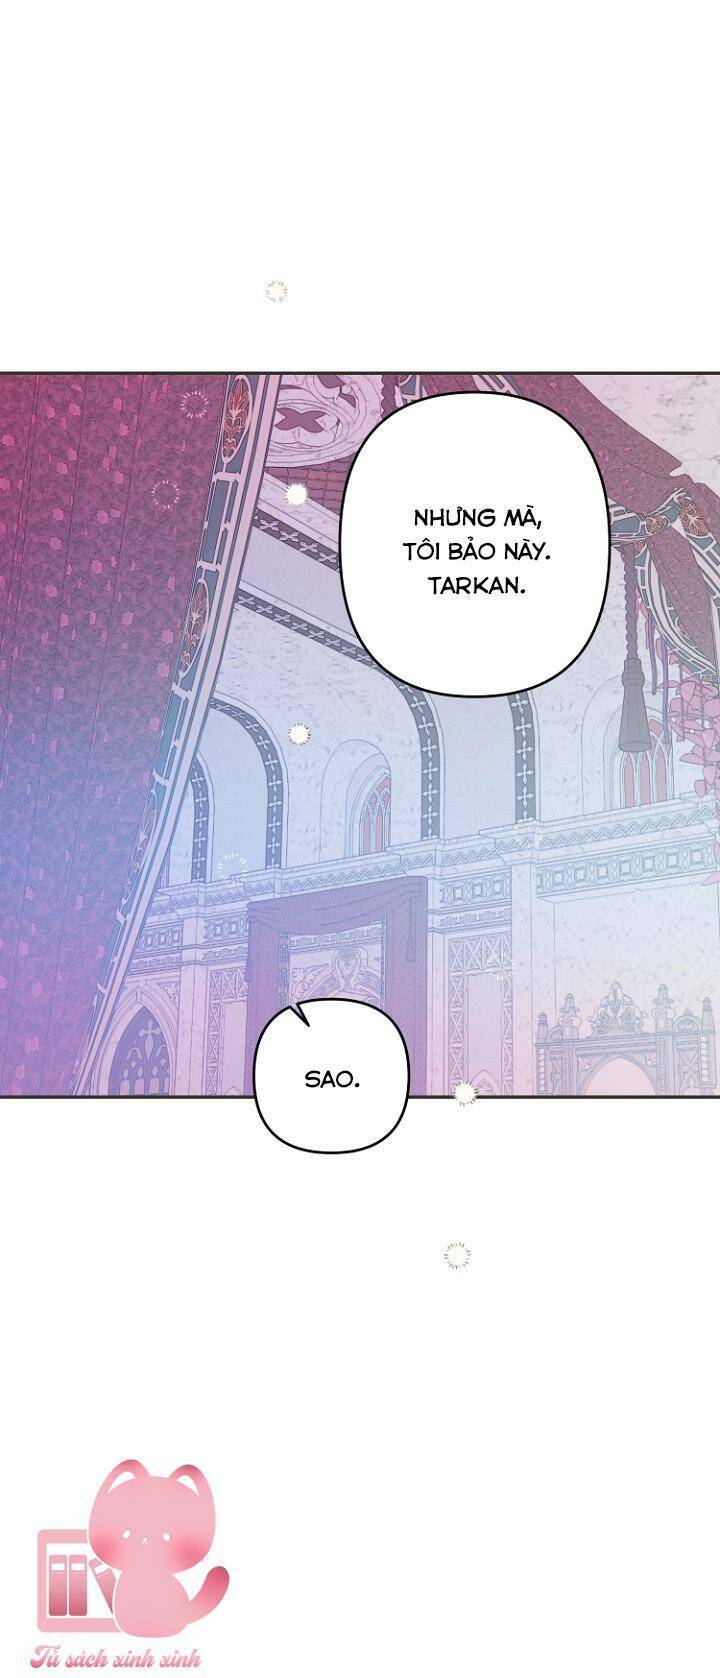 NHƯNG MÀ,
TÔI BẢO NÀY.
TARKAN.
SAO.
Tủ sách xinh xinh